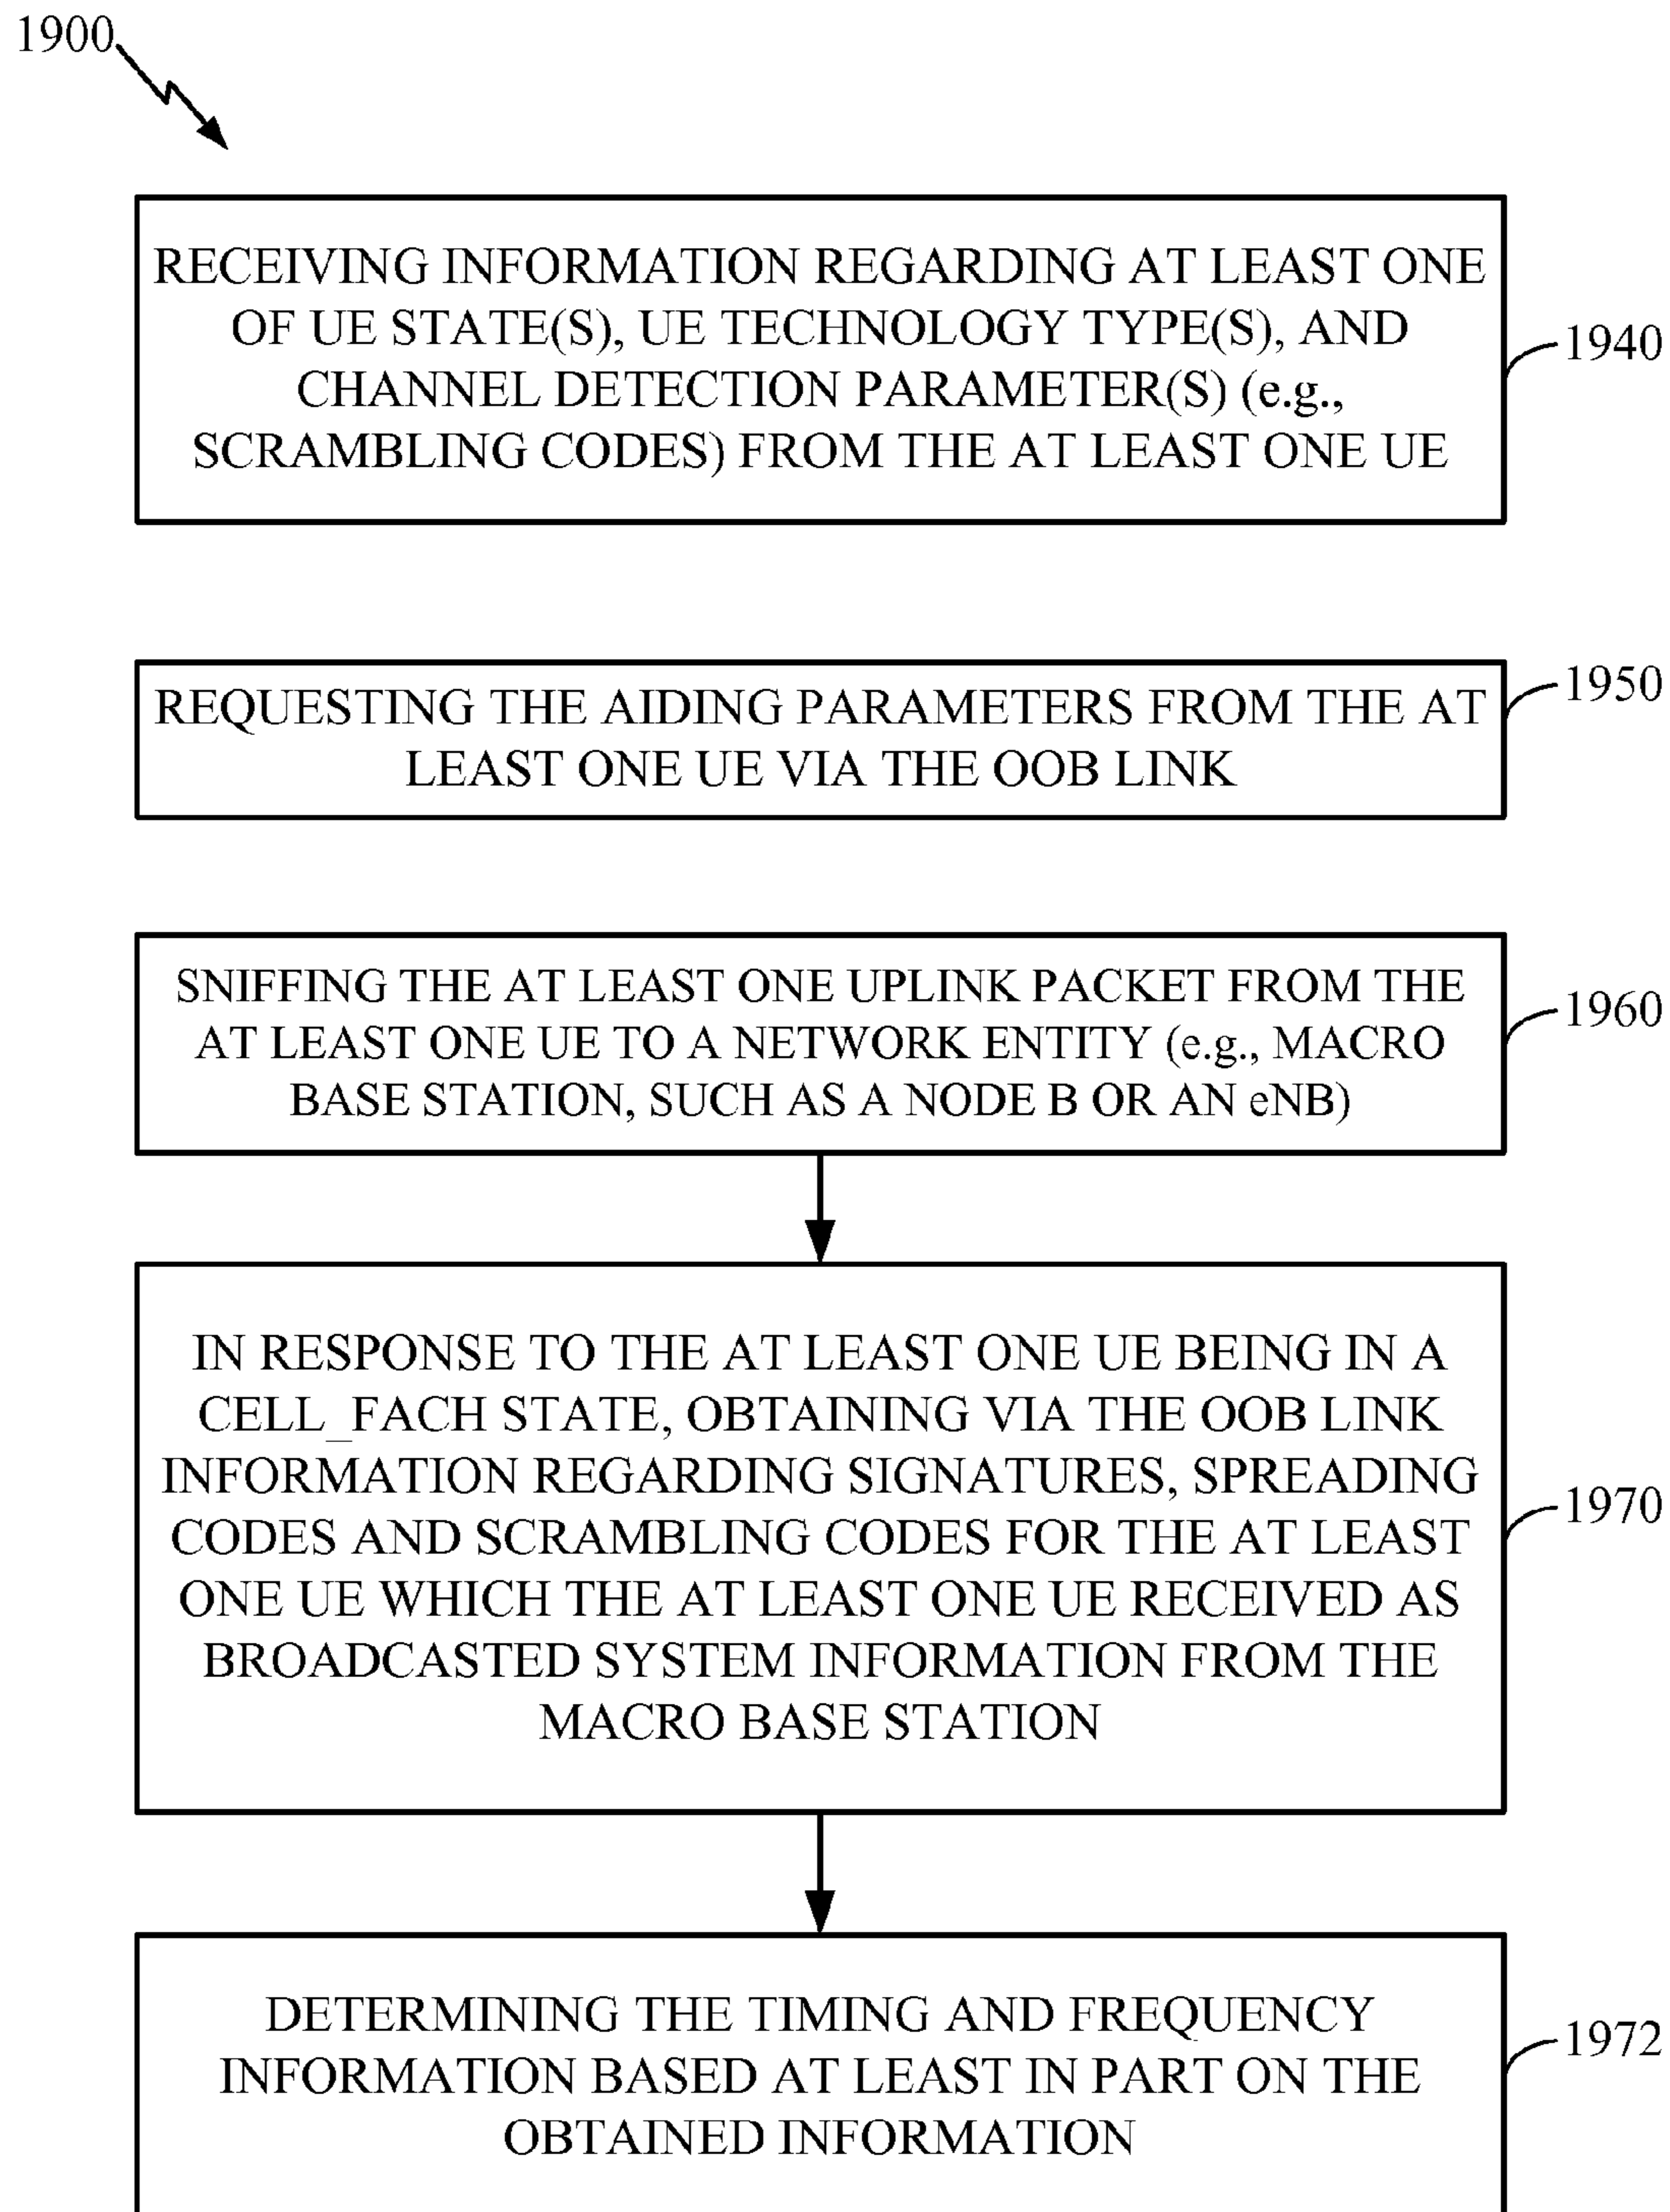 1900
RECEIVING INFORMATION REGARDING AT LEAST ONE
OF UE STATE(S), UE TECHNOLOGY TYPE(S), AND
CHANNEL DETECTION PARAMETER(S) (e.g.,
SCRAMBLING CODES) FROM THE AT LEAST ONE UE
1940
REQUESTING THE AIDING PARAMETERS FROM THE AT
LEAST ONE UE VIA THE OOB LINK
1950
SNIFFING THE AT LEAST ONE UPLINK PACKET FROM THE
AT LEAST ONE UE TO A NETWORK ENTITY (e.g., MACRO
BASE STATION, SUCH AS A NODE B OR AN eNB)
1960
IN RESPONSE TO THE AT LEAST ONE UE BEING IN A
CELL_FACH STATE, OBTAINING VIA THE OOB LINK
INFORMATION REGARDING SIGNATURES, SPREADING
CODES AND SCRAMBLING CODES FOR THE AT LEAST
ONE UE WHICH THE AT LEAST ONE UE RECEIVED AS
BROADCASTED SYSTEM INFORMATION FROM THE
MACRO BASE STATION
1970
DETERMINING THE TIMING AND FREQUENCY
INFORMATION BASED AT LEAST IN PART ON THE
OBTAINED INFORMATION
1972